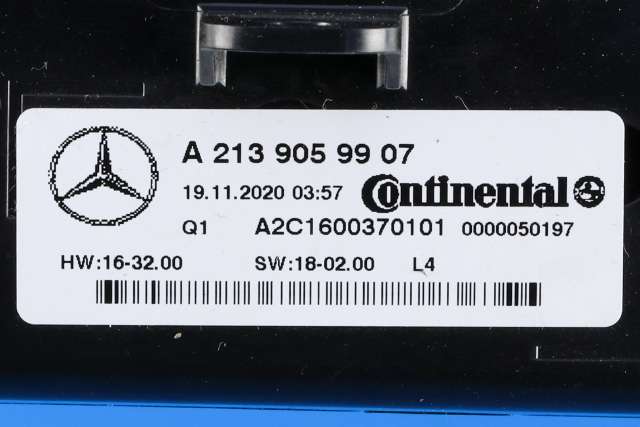 A 213 905 99 07
19.11.2020 03:57 Continental
Q1 A2C1600370101 0000050197
HW:16-32.00 SW:18-02.00 L4